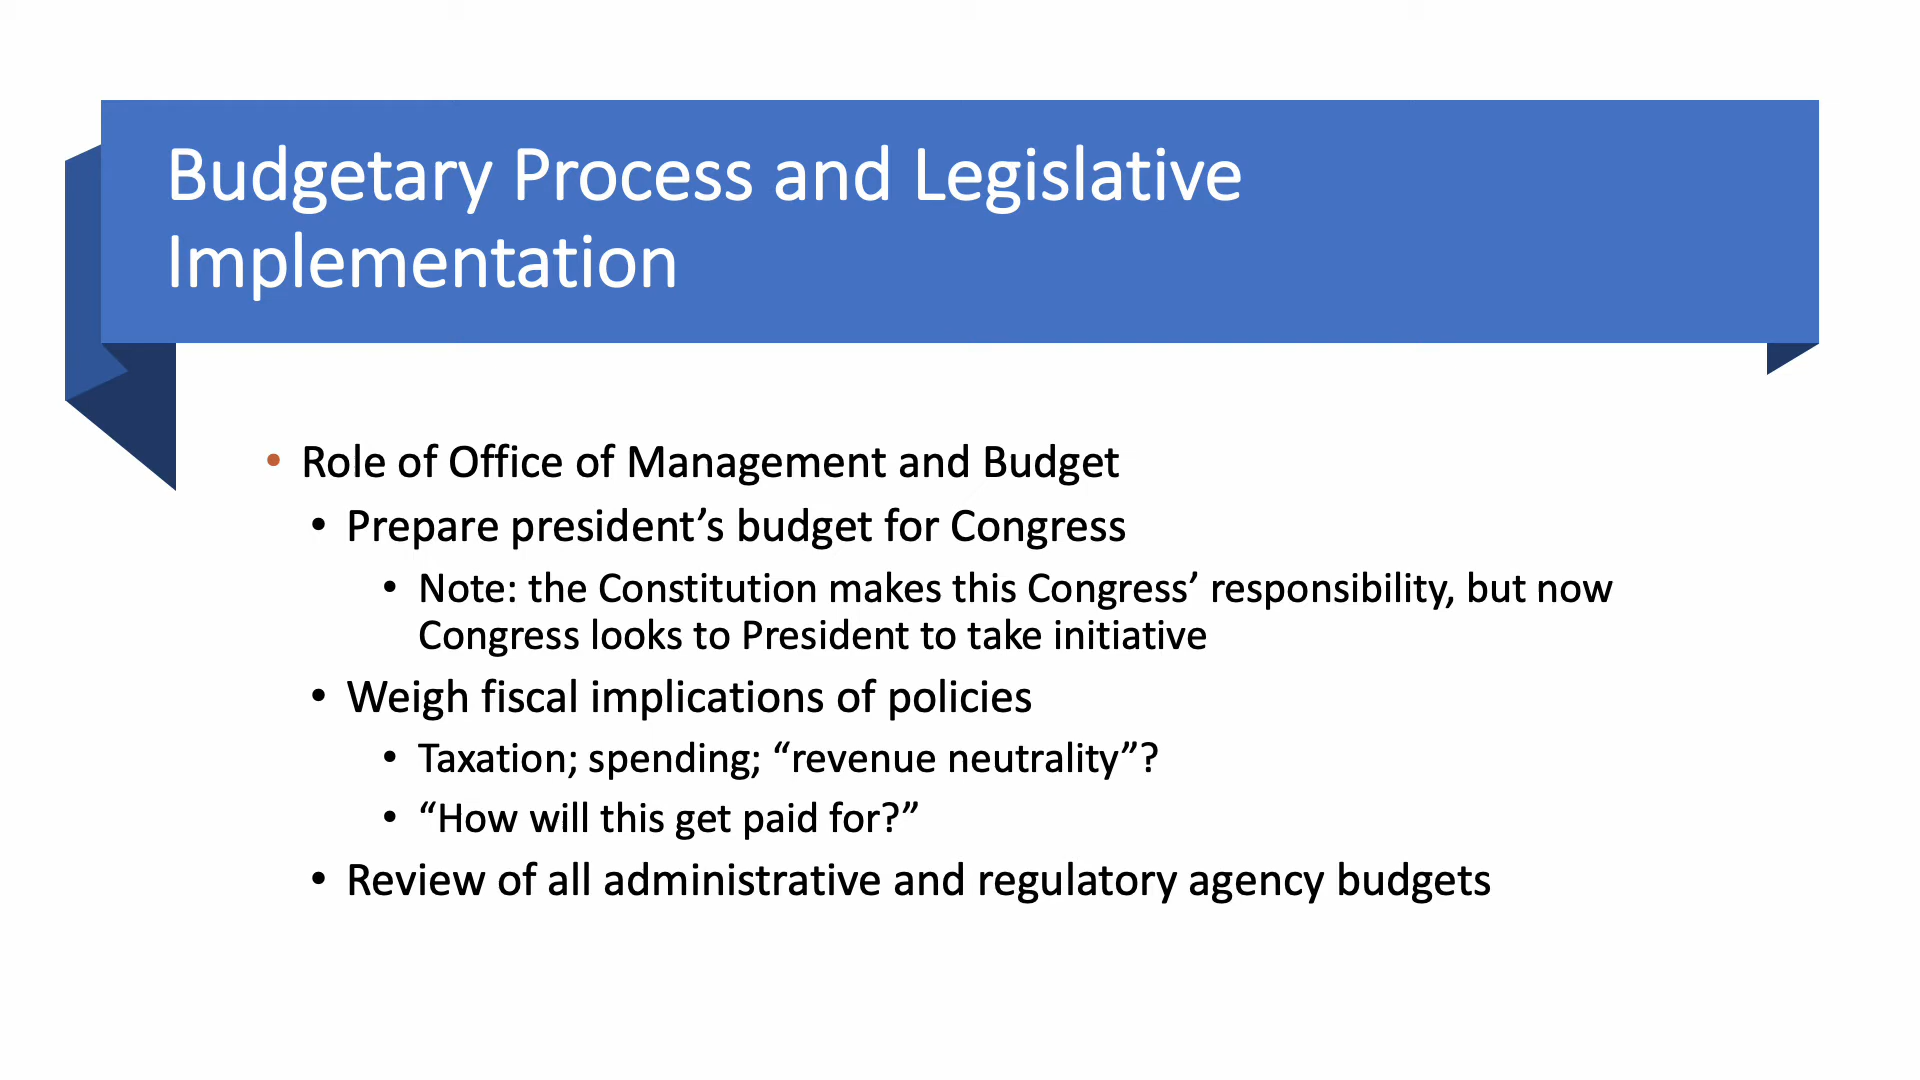 Budgetary Process and Legislative
Implementation
• Role of Office of Management and Budget
• Prepare president’s budget for Congress
• Note: the Constitution makes this Congress’ responsibility, but now
Congress looks to President to take initiative
• Weigh fiscal implications of policies
• Taxation; spending; “revenue neutrality”?
• “How will this get paid for?”
• Review of all administrative and regulatory agency budgets